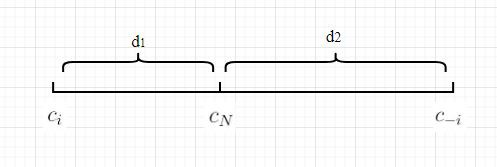 d1 d2
c_i c_N c_{-i}